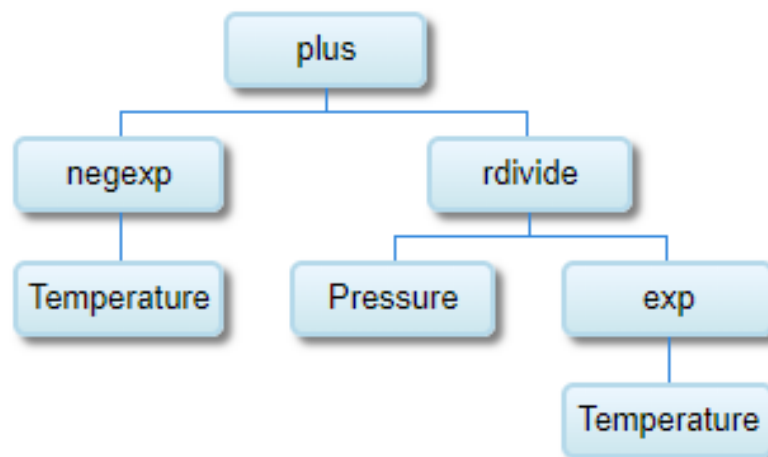 plus
negexp
rdivide
Temperature
Pressure
exp
Temperature